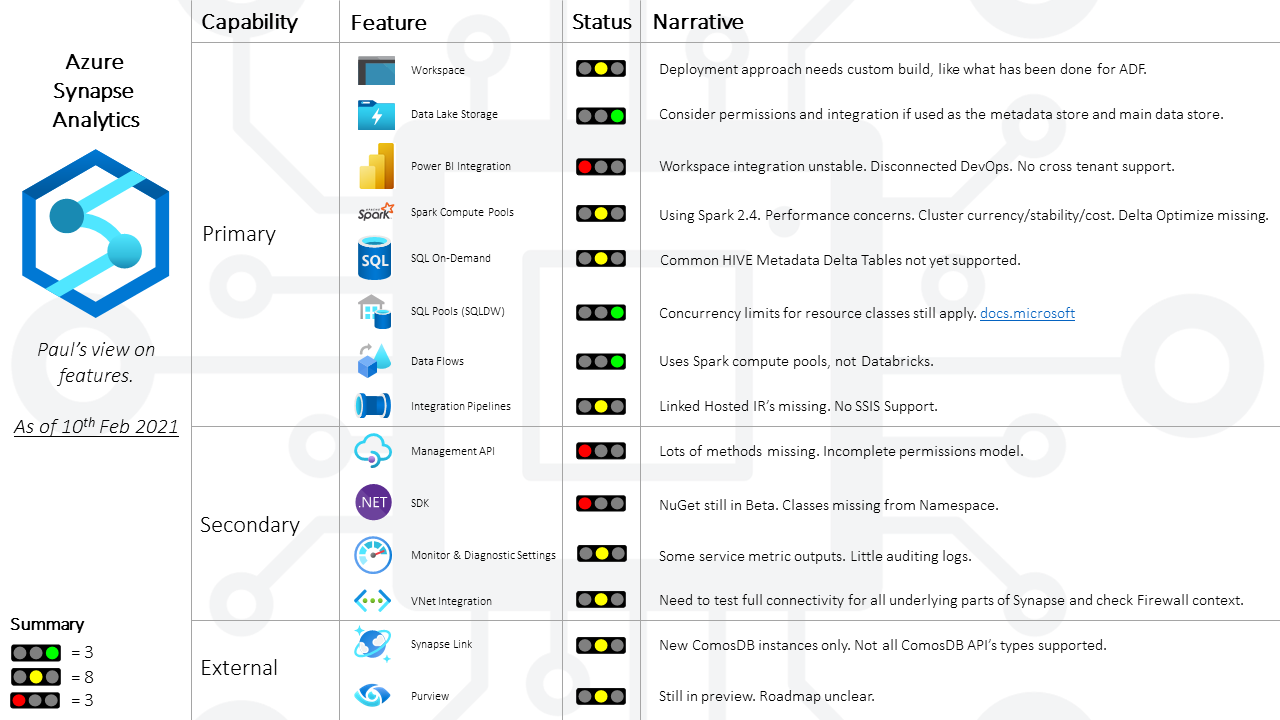 Capability Feature Status Narrative
Azure
Synapse
Analytics
Paul's view on
features.
As of 10th Feb 2021
Primary
Workspace Deployment approach needs custom build, like what has been done for ADF.
Data Lake Storage Consider permissions and integration if used as the metadata store and main data store.
Power BI Integration Workspace integration unstable. Disconnected DevOps. No cross tenant support.
APACHE Spark Spark Compute Pools Using Spark 2.4. Performance concerns. Cluster currency/stability/cost. Delta Optimize missing.
SQL SQL On-Demand Common HIVE Metadata Delta Tables not yet supported.
SQL Pools (SQLDW) Concurrency limits for resource classes still apply. docs.microsoft
Data Flows Uses Spark compute pools, not Databricks.
Integration Pipelines Linked Hosted IR's missing. No SSIS Support.
Secondary
Management API Lots of methods missing. Incomplete permissions model.
.NET SDK NuGet still in Beta. Classes missing from Namespace.
Monitor & Diagnostic Settings Some service metric outputs. Little auditing logs.
VNet Integration Need to test full connectivity for all underlying parts of Synapse and check Firewall context.
External
Synapse Link New ComosDB instances only. Not all ComosDB API's types supported.
Purview Still in preview. Roadmap unclear.
Summary
= 3
= 8
= 3